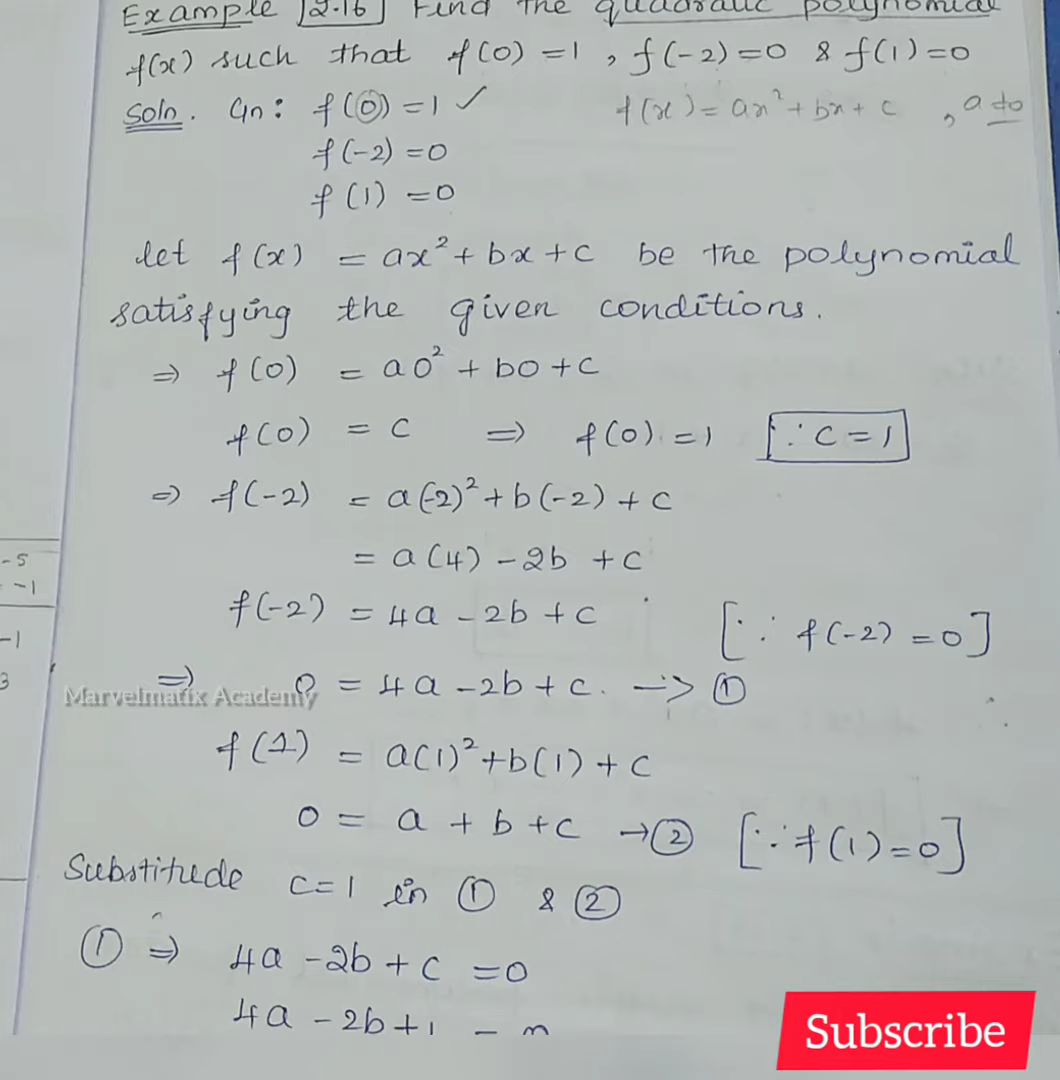 Example 2.16 Find the quadratic polynomial
f(x) such that f(0) = 1 , f(-2) = 0 & f(1) = 0
Soln. Gn: f(0) = 1 ✓ f(x) = ax² + bx + c , a ≠ 0
f(-2) = 0
f(1) = 0
let f(x) = ax² + bx + c be the polynomial
satisfying the given conditions.
⇒ f(0) = a0² + b0 + c
f(0) = c ⇒ f(0) = 1 ∵ c = 1
⇒ f(-2) = a(-2)² + b(-2) + c
= a(4) - 2b + c
-5
-1
f(-2) = 4a - 2b + c [∵ f(-2) = 0]
-1
3
⇒ 0 = 4a - 2b + c. -> ①
Marvelmatix Academy
f(1) = a(1)² + b(1) + c
0 = a + b + c → ② [∵ f(1) = 0]
Substitude c = 1 in ① & ②
① ⇒ 4a - 2b + c = 0
4a - 2b + 1
Subscribe